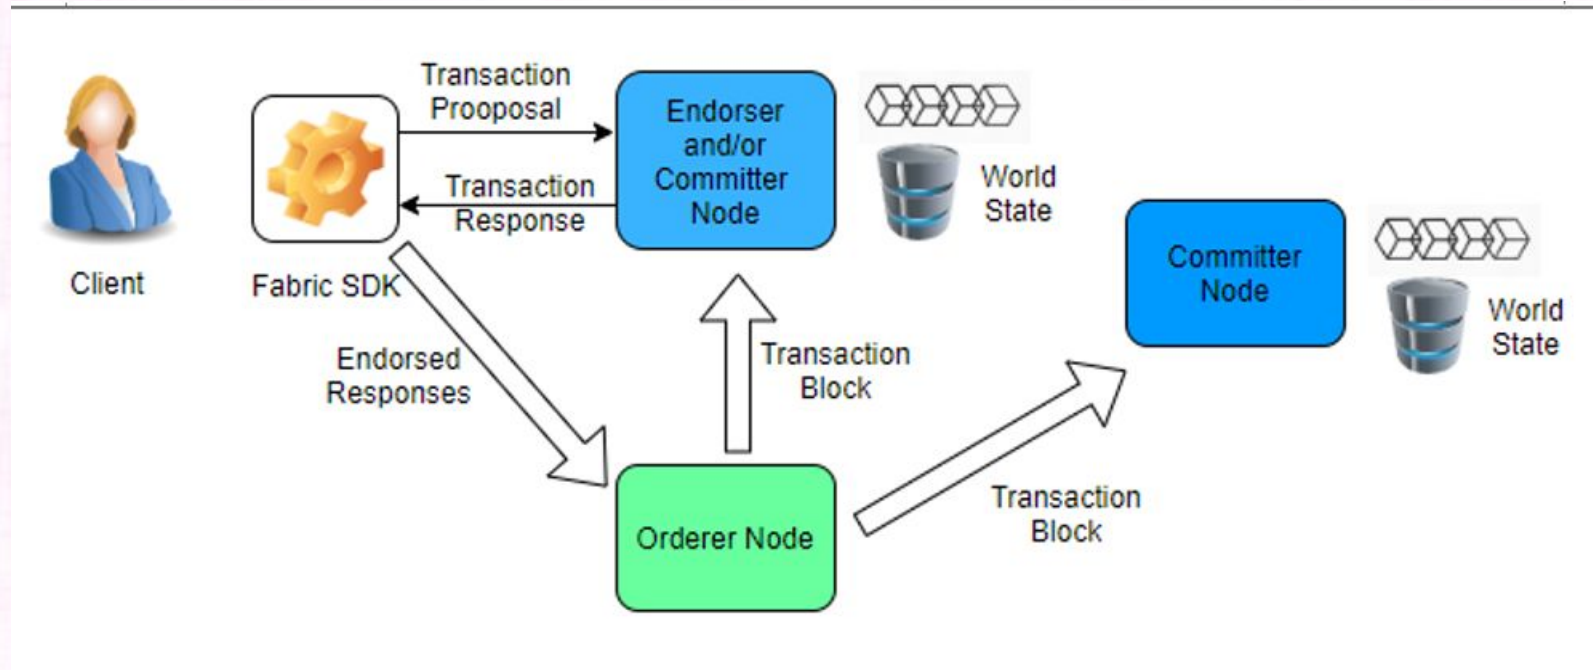 Transaction
Prooposal
Transaction
Response
Endorser
and/or
Committer
Node
World
State
Client
Fabric SDK
Committer
Node
World
State
Endorsed
Responses
Transaction
Block
Transaction
Block
Orderer Node